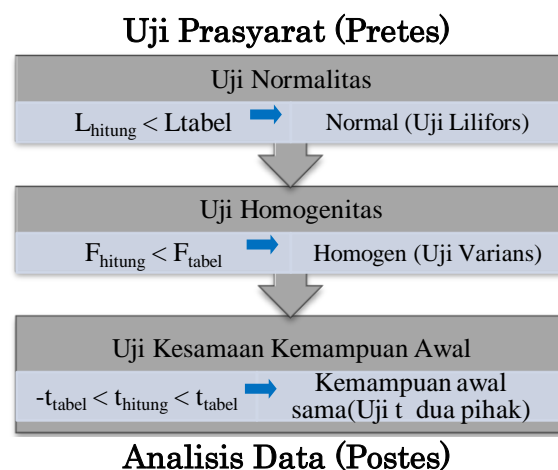 Uji Prasyarat (Pretes)
Uji Normalitas
Lhitung < Ltabel Normal (Uji Lilifors)
Uji Homogenitas
Fhitung < Ftabel Homogen (Uji Varians)
Uji Kesamaan Kemampuan Awal
-ttabel < thitung < ttabel Kemampuan awal
sama(Uji t dua pihak)
Analisis Data (Postes)